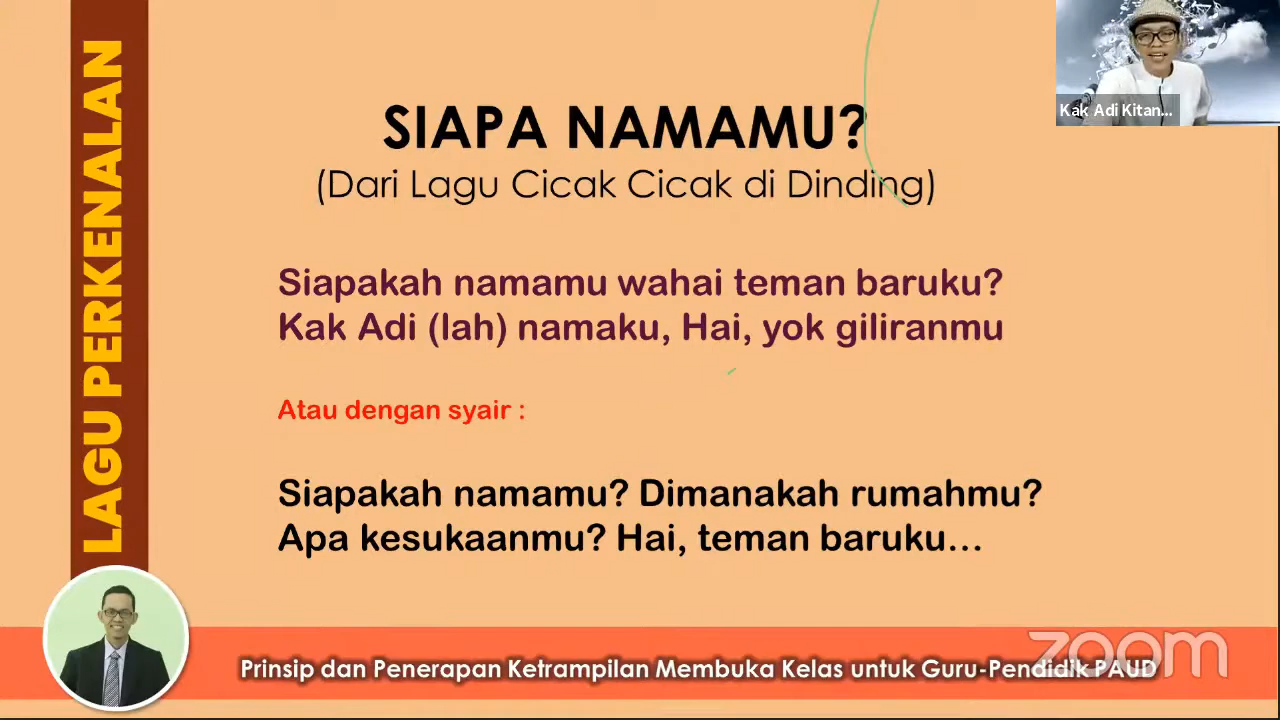 LAGU PERKENALAN
SIAPA NAMAMU?
(Dari Lagu Cicak Cicak di Dinding)
Siapakah namamu wahai teman baruku?
Kak Adi (lah) namaku, Hai, yok giliranmu
Atau dengan syair :
Siapakah namamu? Dimanakah rumahmu?
Apa kesukaanmu? Hai, teman baruku...
Kak Adi Kitan...
zoom
Prinsip dan Penerapan Ketrampilan Membuka Kelas untuk Guru-Pendidik PAUD